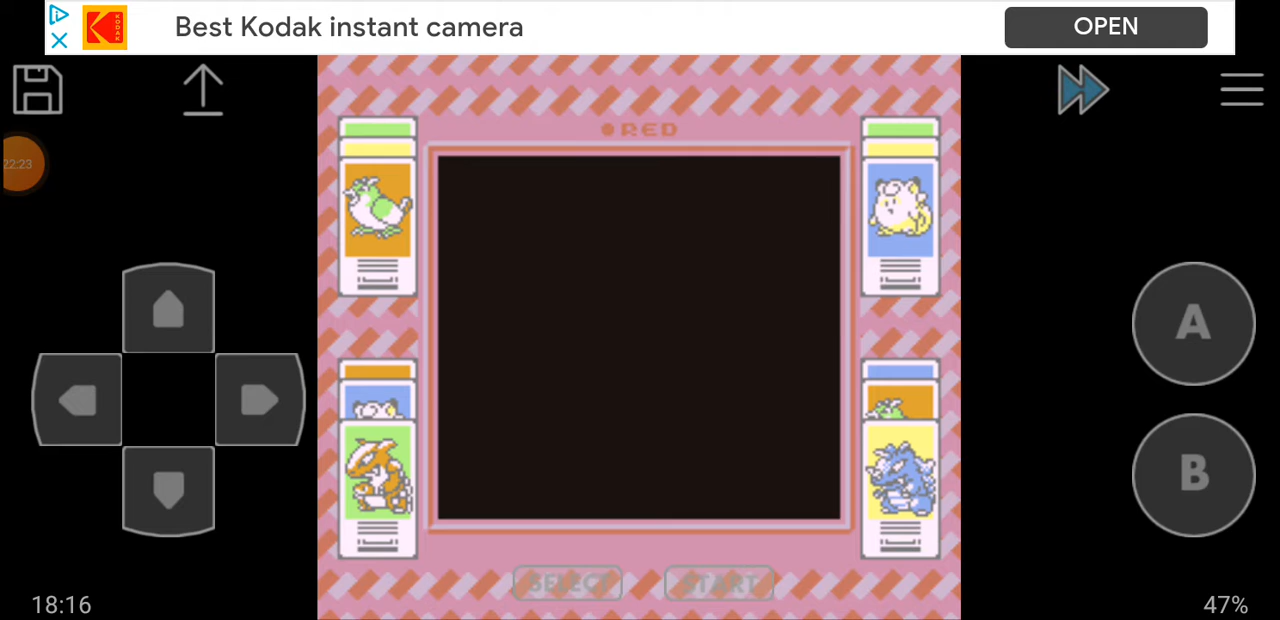 Best Kodak instant camera
OPEN
KODAK
22:23
RED
A
B
SELECT
START
18:16
47%